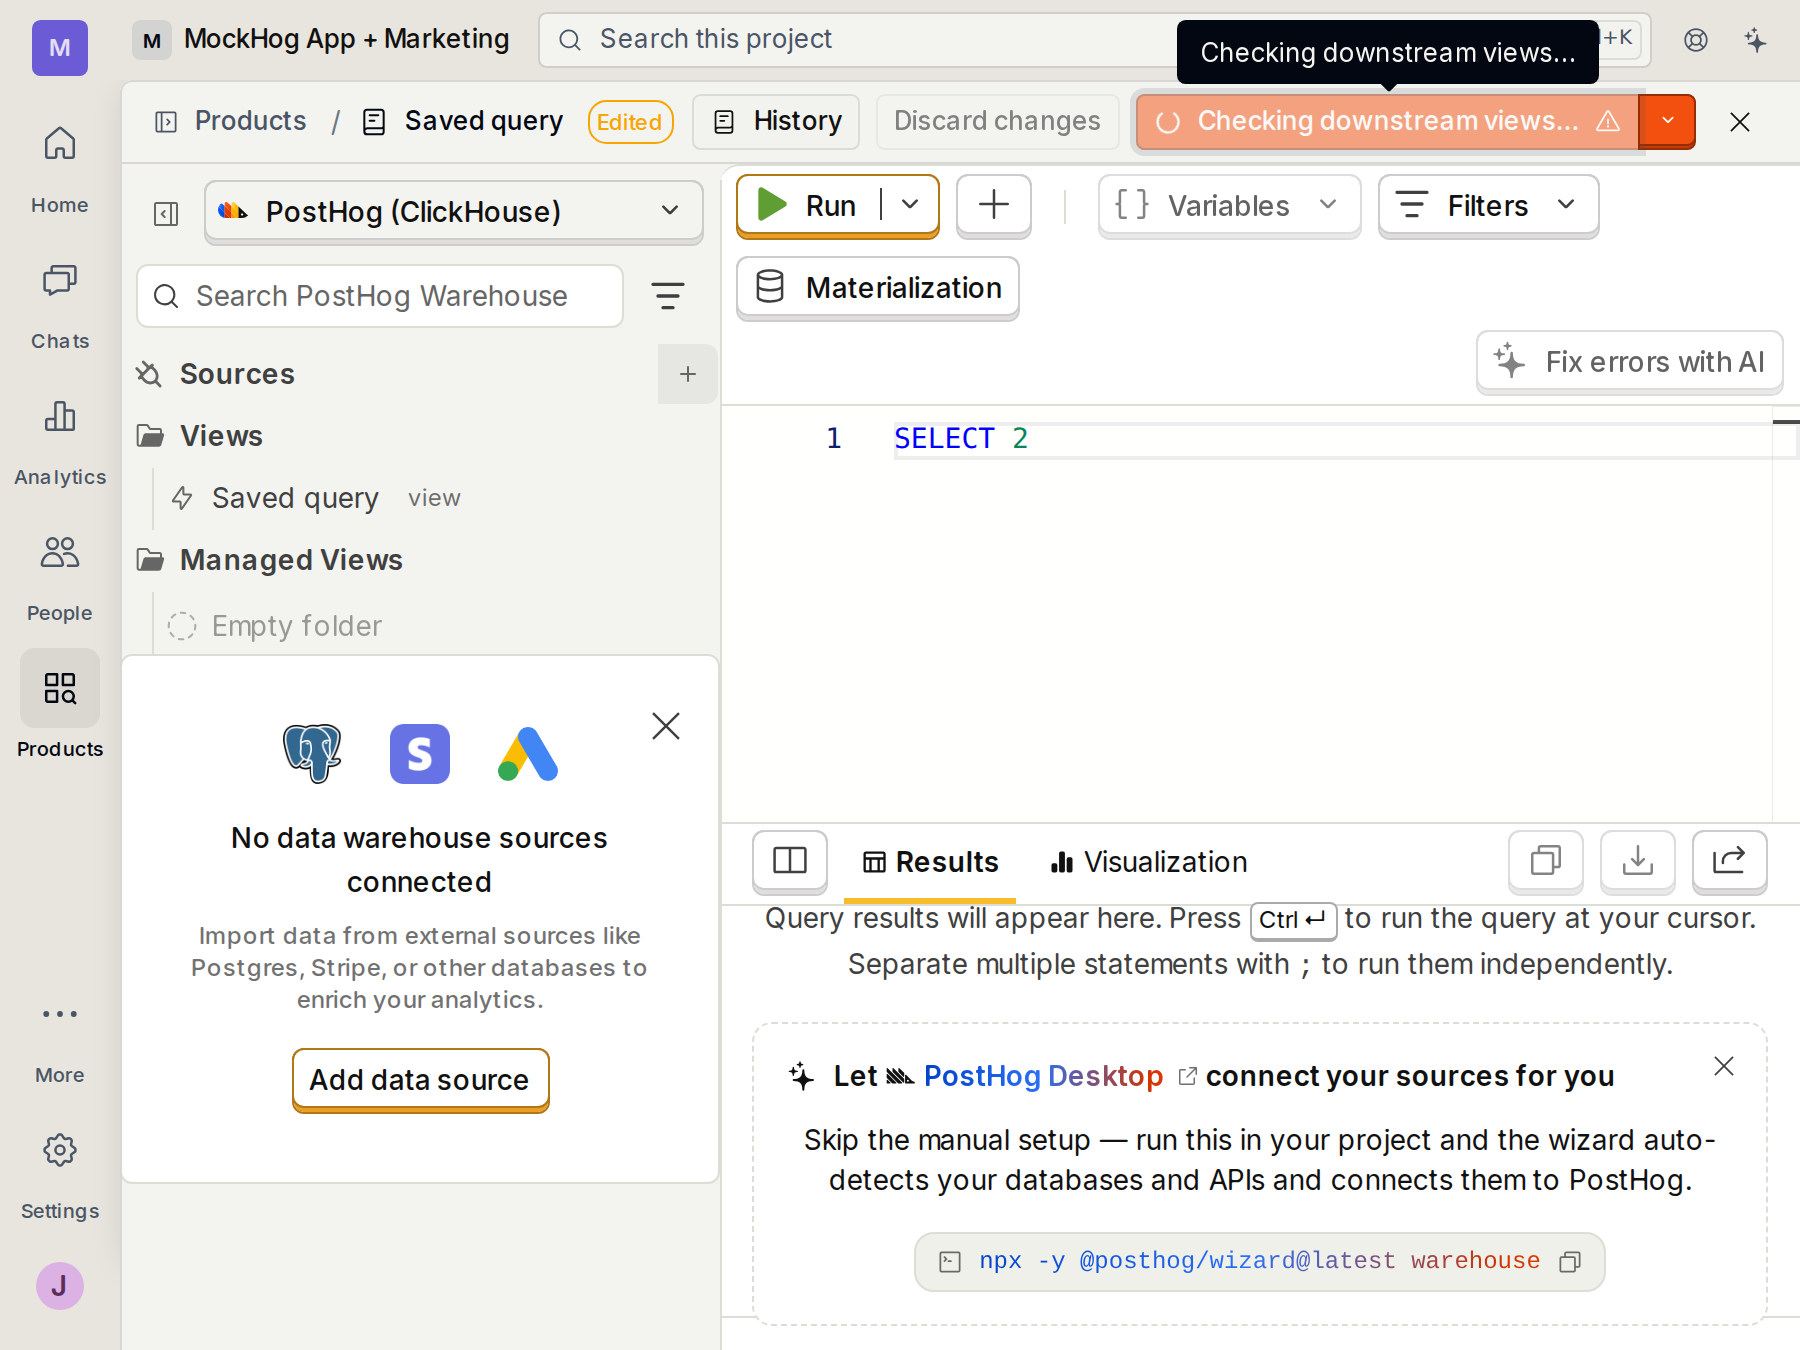 M
M MockHog App + Marketing
Search this project
+K
Checking downstream views...
Home
Chats
Analytics
People
Products
More
Settings
J
Products / Saved query Edited
History
Discard changes
Checking downstream views...
PostHog (ClickHouse)
Search PostHog Warehouse
Sources
Views
Saved query view
Managed Views
Empty folder
No data warehouse sources
connected
Import data from external sources like
Postgres, Stripe, or other databases to
enrich your analytics.
Add data source
Run
Variables
Filters
Materialization
Fix errors with AI
1 SELECT 2
Results
Visualization
Query results will appear here. Press Ctrl ↵ to run the query at your cursor.
Separate multiple statements with ; to run them independently.
Let PostHog Desktop connect your sources for you
Skip the manual setup — run this in your project and the wizard auto-
detects your databases and APIs and connects them to PostHog.
npx -y @posthog/wizard@latest warehouse